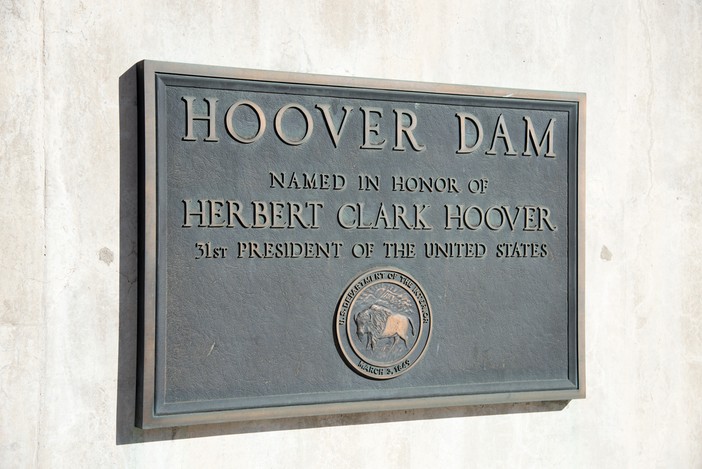 HOOVER DAM
NAMED IN HONOR OF
HERBERT CLARK HOOVER
31ST PRESIDENT OF THE UNITED STATES
U.S. DEPARTMENT OF THE INTERIOR
MARCH 3, 1849